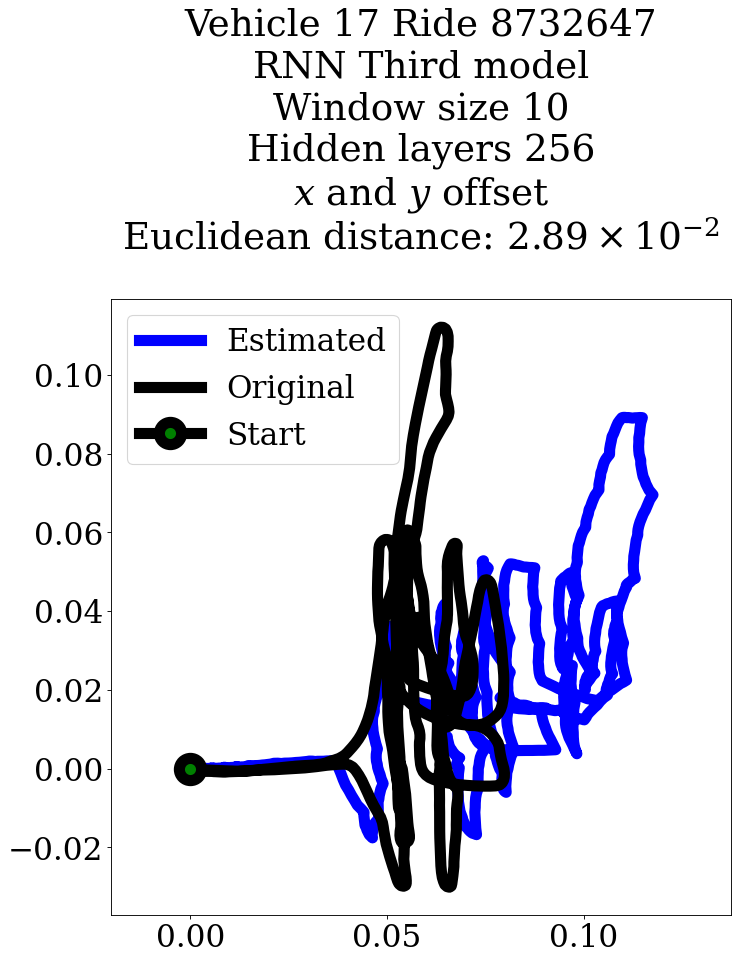 Vehicle 17 Ride 8732647
RNN Third model
Window size 10
Hidden layers 256
x and y offset
Euclidean distance: 2.89 × 10⁻²
Estimated
Original
Start
0.10
0.08
0.06
0.04
0.02
0.00
−0.02
0.00 0.05 0.10